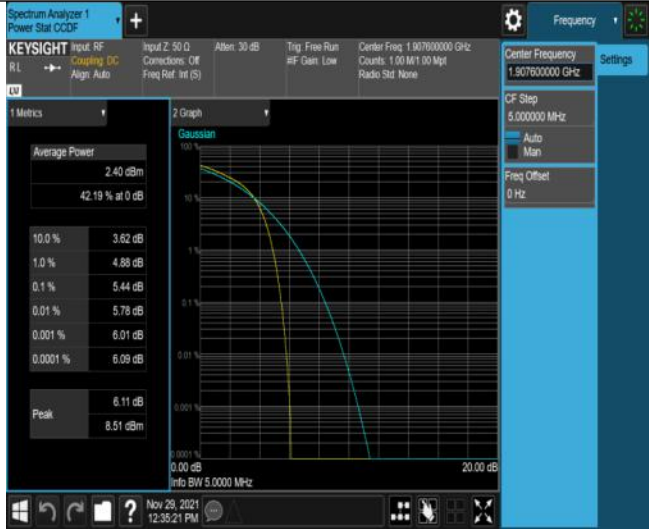 Spectrum Analyzer 1
Power Stat CCDF
+
Frequency
KEYSIGHT
RL
Input: RF
Coupling: DC
Align: Auto
Input Z: 50 Ω
Corrections: Off
Freq Ref: Int (S)
Atten: 30 dB
Trig: Free Run
#IF Gain: Low
Center Freq: 1.907600000 GHz
Counts: 1.00 M/1.00 Mpt
Radio Std: None
Center Frequency
1.907600000 GHz
Settings
CF Step
5.000000 MHz
Auto
Man
Freq Offset
0 Hz
1 Metrics
Average Power
2.40 dBm
42.19 % at 0 dB
10.0 % 3.62 dB
1.0 % 4.88 dB
0.1 % 5.44 dB
0.01 % 5.78 dB
0.001 % 6.01 dB
0.0001 % 6.09 dB
Peak
6.11 dB
8.51 dBm
2 Graph
Gaussian
100 %
10 %
1 %
0.1 %
0.01 %
0.001 %
0.0001 %
0.00 dB
20.00 dB
Info BW 5.0000 MHz
?
Nov 29, 2021
12:35:21 PM